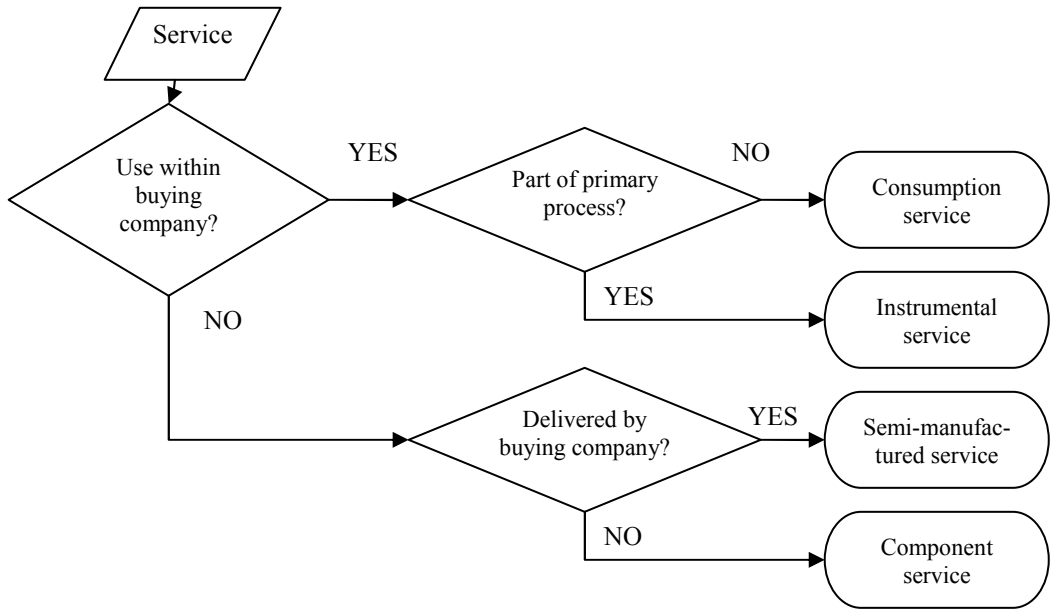 Service
Use within
buying
company?
YES
Part of primary
process?
NO
Consumption
service
YES
Instrumental
service
NO
Delivered by
buying company?
YES
Semi-manufac-
tured service
NO
Component
service